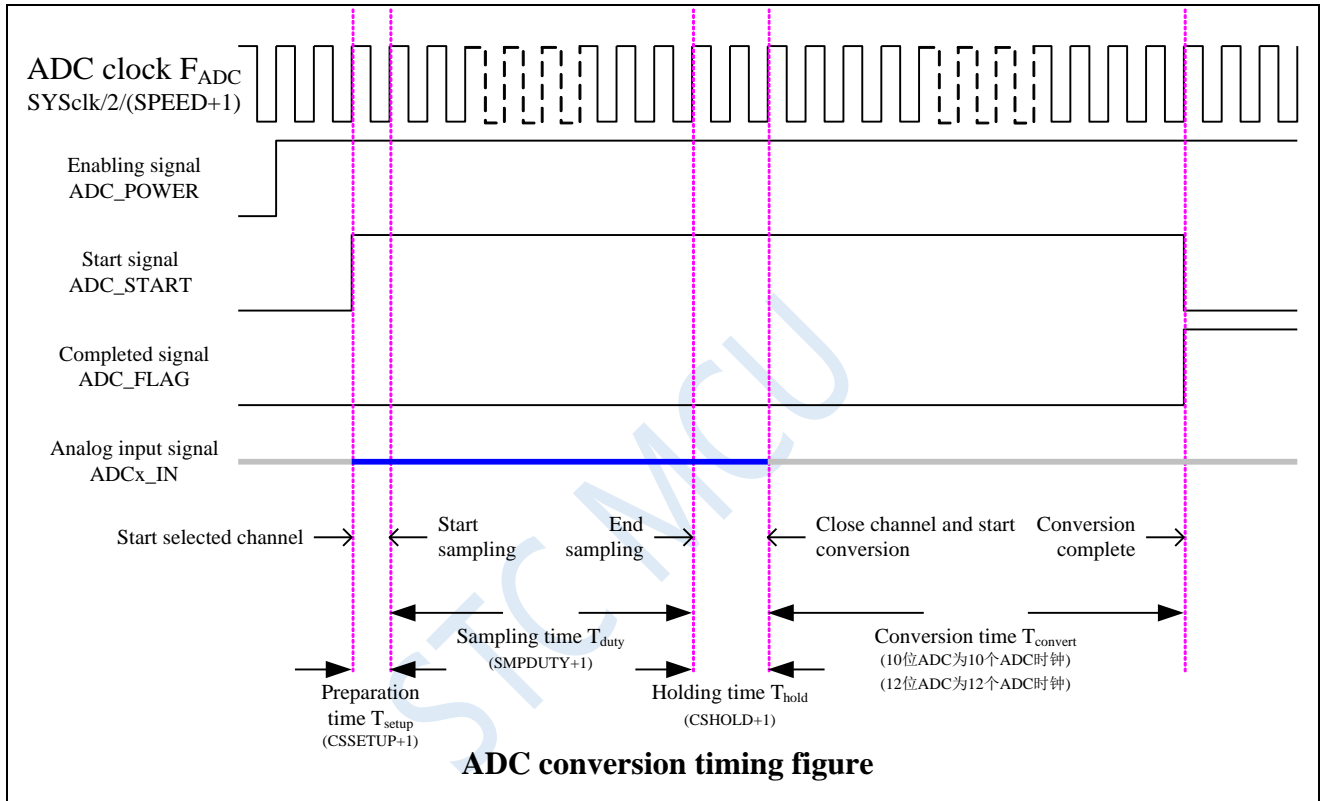 ADC clock FADC
SYSclk/2/(SPEED+1)
Enabling signal
ADC_POWER
Start signal
ADC_START
Completed signal
ADC_FLAG
Analog input signal
ADCx_IN
Start selected channel
Start
sampling
End
sampling
Close channel and start
conversion
Conversion
complete
Sampling time Tduty
(SMPDUTY+1)
Conversion time Tconvert
(10位ADC为10个ADC时钟)
(12位ADC为12个ADC时钟)
Preparation
time Tsetup
(CSSETUP+1)
Holding time Thold
(CSHOLD+1)
ADC conversion timing figure
STC MCU